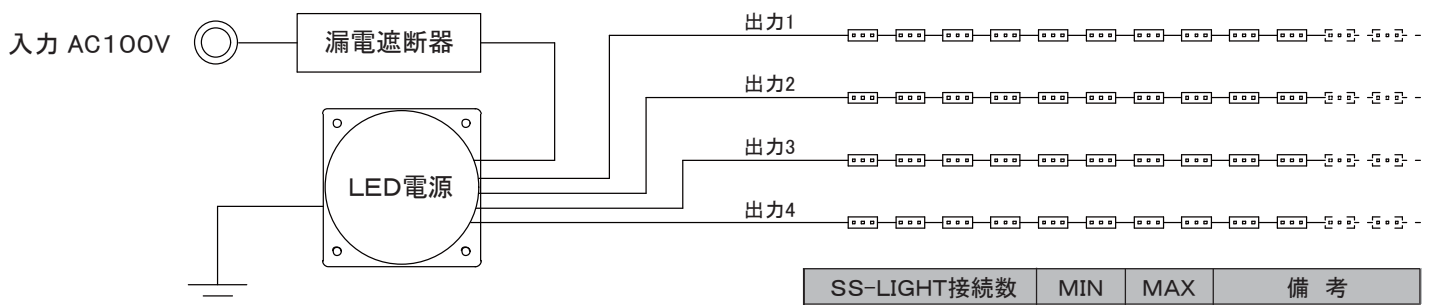 入力 AC100V
漏電遮断器
LED電源
出力1
出力2
出力3
出力4
SS-LIGHT接続数 MIN MAX 備 考